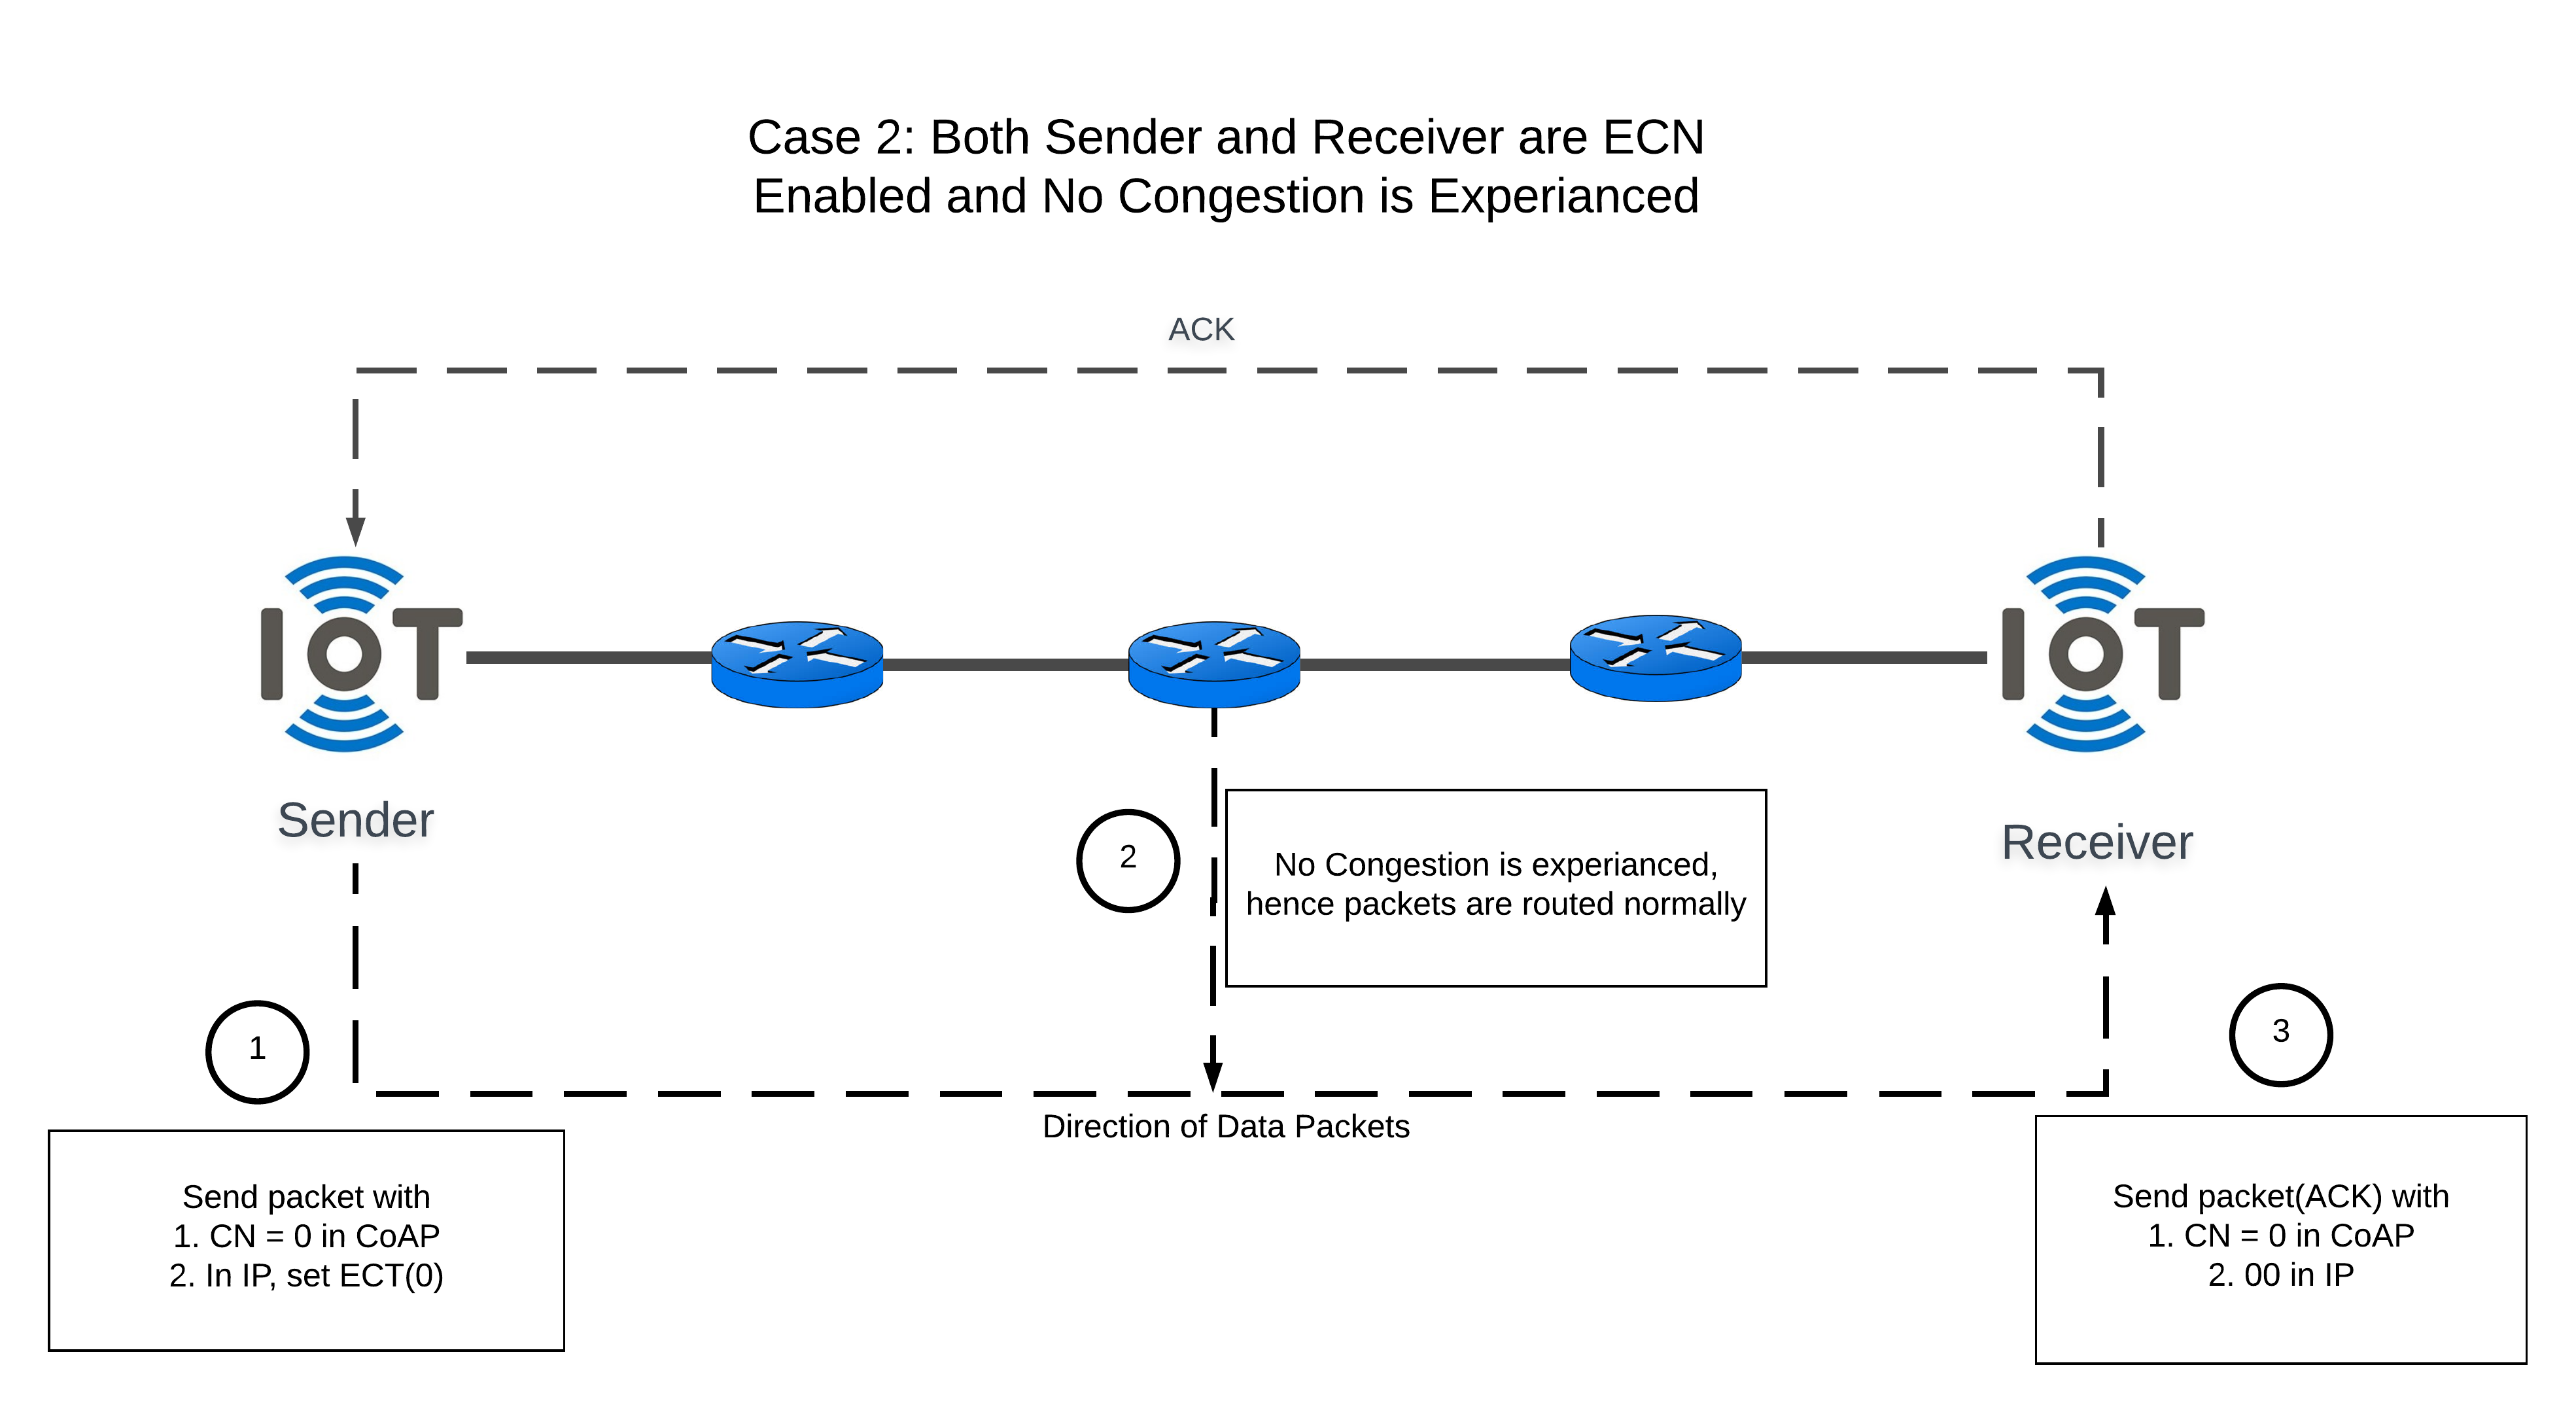 Case 2: Both Sender and Receiver are ECN
Enabled and No Congestion is Experianced
ACK
IoT
IoT
Sender
Receiver
2
No Congestion is experianced,
hence packets are routed normally
1
3
Direction of Data Packets
Send packet with
1. CN = 0 in CoAP
2. In IP, set ECT(0)
Send packet(ACK) with
1. CN = 0 in CoAP
2. 00 in IP